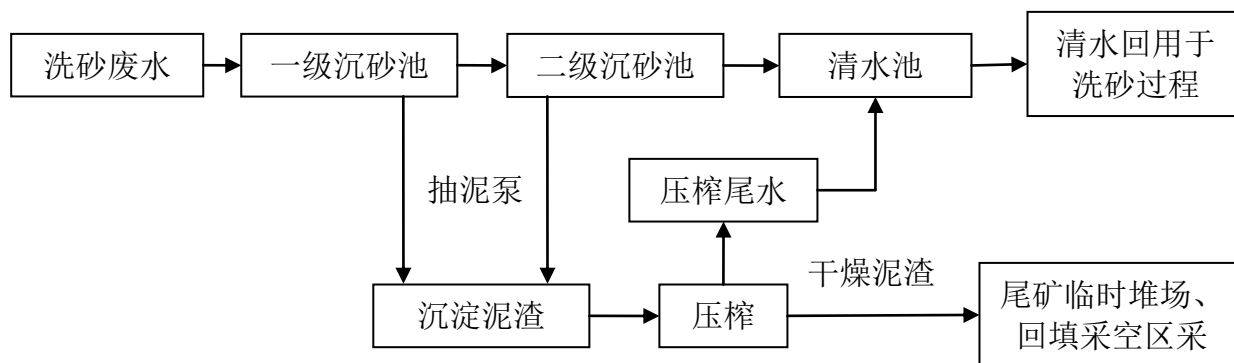 洗砂废水
一级沉砂池
二级沉砂池
清水池
清水回用于
洗砂过程
抽泥泵
压榨尾水
沉淀泥渣
压榨
干燥泥渣
尾矿临时堆场、
回填采空区采